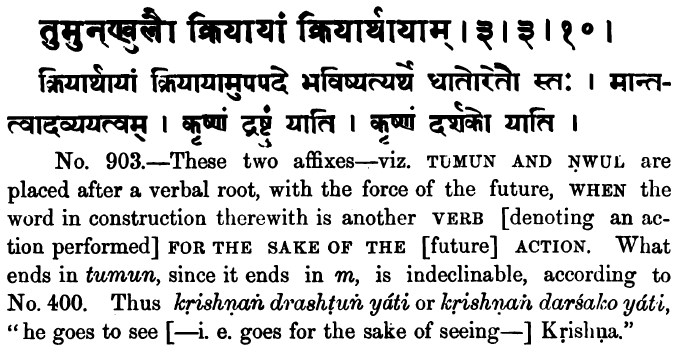 तुमुन्ण्वुलौ क्रियायां क्रियार्थायाम् । ३ । ३ । १० ।
क्रियार्थायां क्रियायामुपपदे भविष्यत्यर्थे धातोरेतौ स्तः । मान्त-
त्वादव्ययत्वम् । कृष्णं द्रष्टुं याति । कृष्णं दर्शको याति ।
No. 903.—These two affixes—viz. TUMUN AND ṆWUL are
placed after a verbal root, with the force of the future, WHEN the
word in construction therewith is another VERB [denoting an ac-
tion performed] FOR THE SAKE OF THE [future] ACTION. What
ends in tumun, since it ends in m, is indeclinable, according to
No. 400. Thus kṛishṇaṅ drashṭuṅ yáti or kṛishṇaṅ darśako yáti,
“he goes to see [—i. e. goes for the sake of seeing—] Kṛishṇa.”